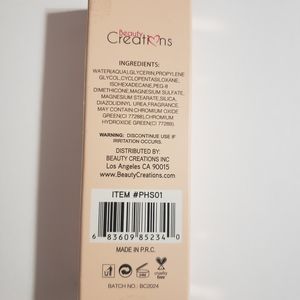 Beauty
Creations
INGREDIENTS:
WATER(AQUA),GLYCERIN,PROPYLENE
GLYCOL,CYCLOPENTASILOXANE,
ISOHEXADECANE,PEG-8
DIMETHICONE,MAGNESIUM SULFATE,
MAGNESIUM STEARATE,SILICA,
DIAZOLIDINYL UREA,FRAGRANCE,
MAY CONTAIN:CHROMIUM OXIDE
GREEN(CI 77288),CHROMIUM
HYDROXIDE GREEN(CI 77289).
WARNING: DISCONTINUE USE IF
IRRITATION OCCURS.
DISTRIBUTED BY:
BEAUTY CREATIONS INC
Los Angeles CA 90015
www.BeautyCreations.com
ITEM #PHS01
6 83609 85234 0
MADE IN P.R.C.
cruelty
free
BATCH NO.: BC2024